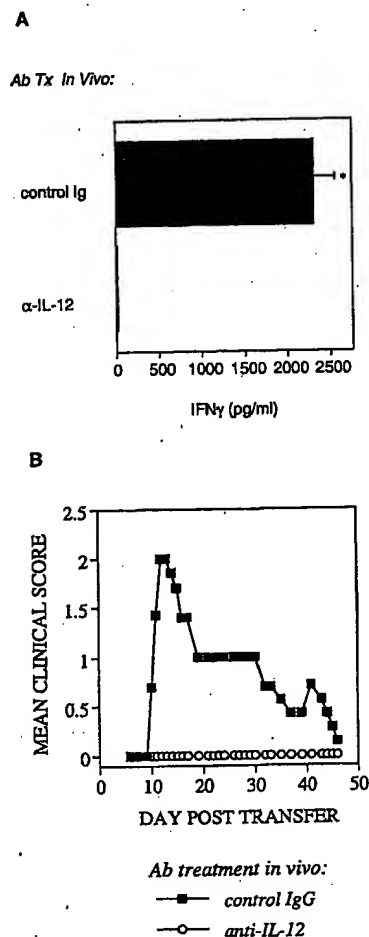 A
Ab Tx In Vivo:
control Ig
*
α-IL-12
0 500 1000 1500 2000 2500
IFNγ (pg/ml)
B
2.5
2
1.5
1
0.5
0
MEAN CLINICAL SCORE
0 10 20 30 40 50
DAY POST TRANSFER
Ab treatment in vivo:
control IgG
anti-IL-12